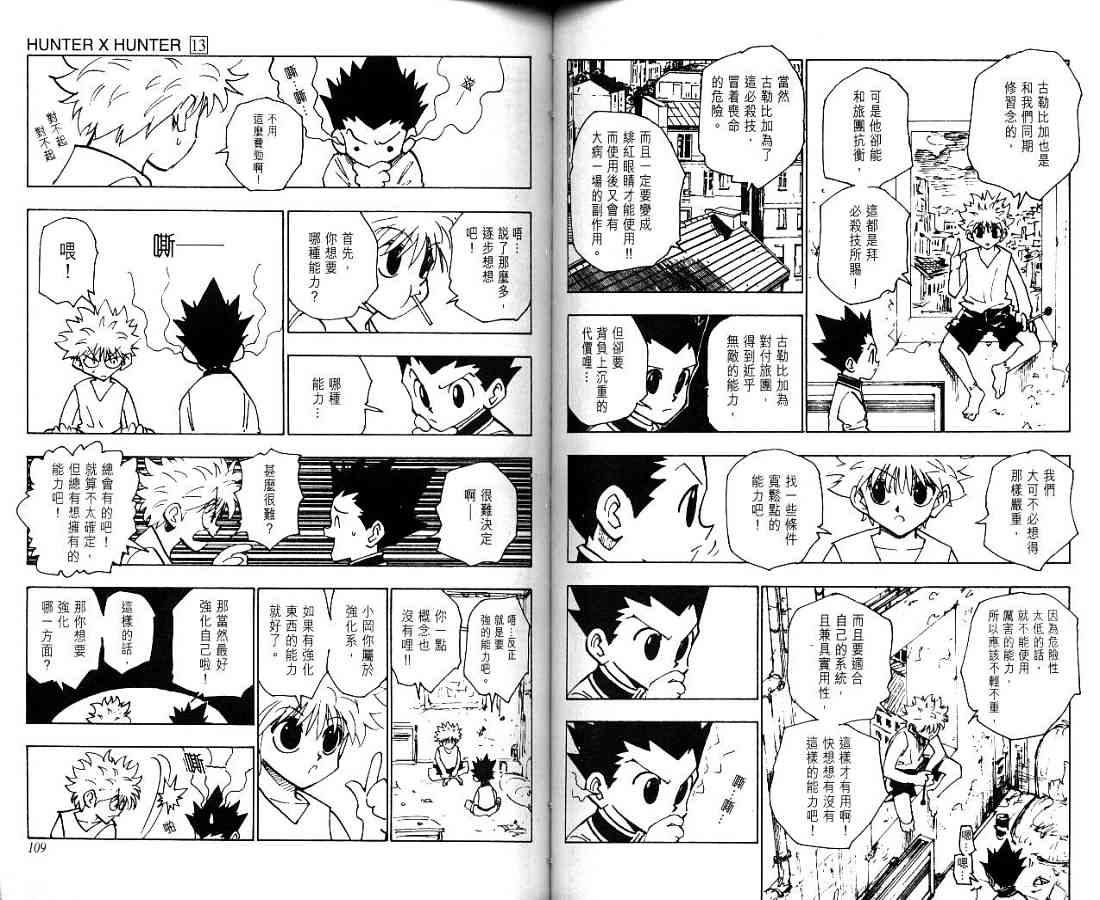 HUNTER X HUNTER 13
古勒比加也是
和我們同期
修習念的，
可是他卻能
和旅團抗衡，
這都是拜
必殺技所賜！
當然
古勒比加為了
這必殺技，
冒着喪命
的危險。
而且一定要變成
緋紅眼睛才能使用!!
而使用後又會有
大病一場的副作用。
古勒比加為
對付旅團，
得到近乎
無敵的能力，
但卻要
背負上沉重的
代價哩…
我們
大可不必想得
那樣嚴重，
找一些條件
寬鬆點的
能力吧！
因為危險性
太低的話，
就不能使用
厲害的能力，
所以應該不輕不重
而且要適合
自己的系統，
且兼具實用性
這樣才有用啊！
快想想有沒有
這樣的能力吧！
嗯！
嗯…
嘶…嘶…
滋—
嘶…嘶…
不用
這麼費勁啊！
對不起
對不起
唔…
說了那麼多，
逐步想想
吧！
首先，
你想要
哪種能力？
哪種
能力…
嘶——
喂！
很難決定
啊—
甚麼很難？
總會有的吧！
就算不太確定，
但總有想擁有的
能力吧！
唔…反正
就是要
強的能力吧。
你一點
概念也
沒有哩!!
小岡你屬於
強化系，
如果有強化
東西的能力
就好了。
那當然最好
強化自己啦！
這樣的話，
那你想要
強化
哪一方面？
嘶—
啪
109